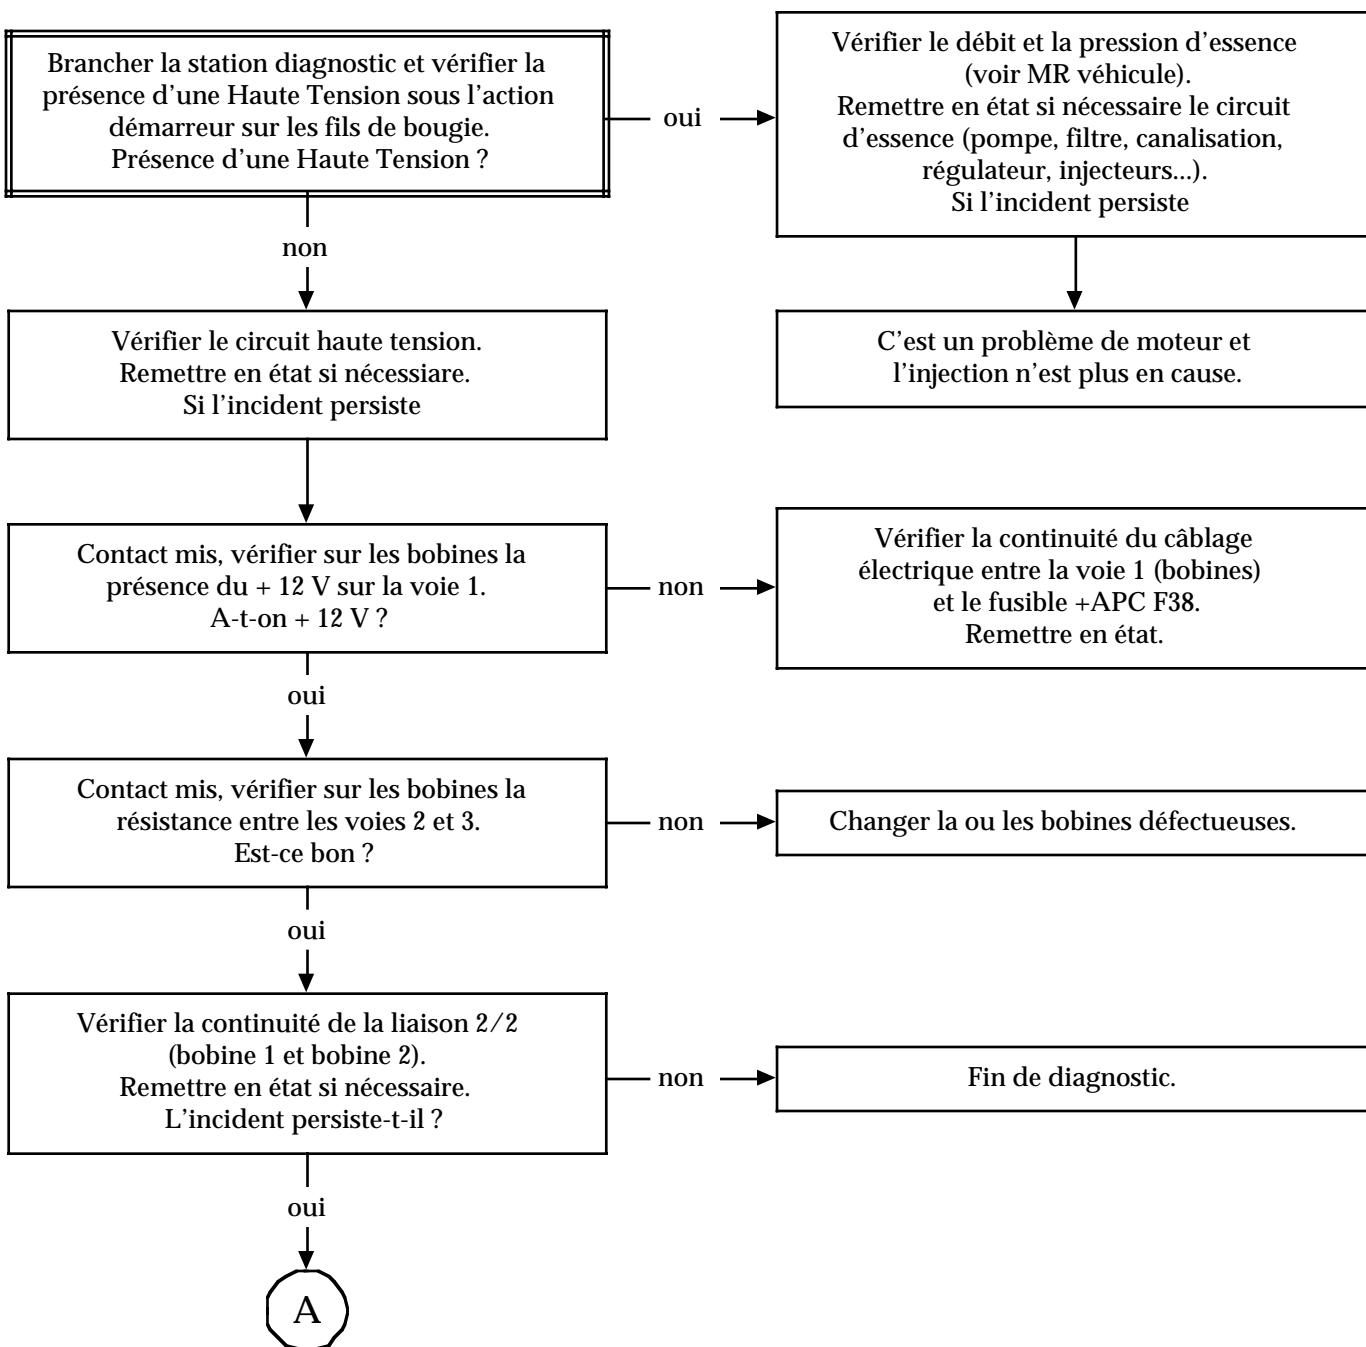 Brancher la station diagnostic et vérifier la
présence d'une Haute Tension sous l'action
démarreur sur les fils de bougie.
Présence d'une Haute Tension ?
oui
Vérifier le débit et la pression d'essence
(voir MR véhicule).
Remettre en état si nécessaire le circuit
d'essence (pompe, filtre, canalisation,
régulateur, injecteurs...).
Si l'incident persiste
non
Vérifier le circuit haute tension.
Remettre en état si nécessiare.
Si l'incident persiste
C'est un problème de moteur et
l'injection n'est plus en cause.
Contact mis, vérifier sur les bobines la
présence du + 12 V sur la voie 1.
A-t-on + 12 V ?
non
Vérifier la continuité du câblage
électrique entre la voie 1 (bobines)
et le fusible +APC F38.
Remettre en état.
oui
Contact mis, vérifier sur les bobines la
résistance entre les voies 2 et 3.
Est-ce bon ?
non
Changer la ou les bobines défectueuses.
oui
Vérifier la continuité de la liaison 2/2
(bobine 1 et bobine 2).
Remettre en état si nécessaire.
L'incident persiste-t-il ?
non
Fin de diagnostic.
oui
A